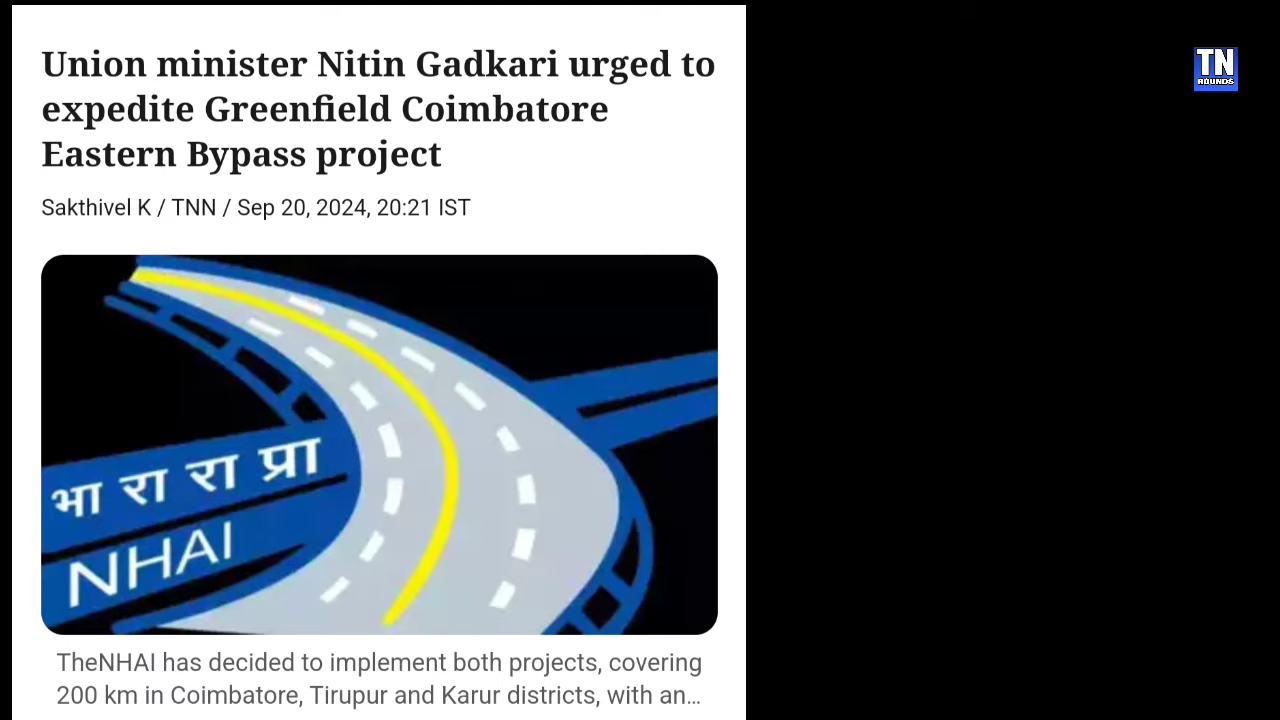 Union minister Nitin Gadkari urged to
expedite Greenfield Coimbatore
Eastern Bypass project
Sakthivel K / TNN / Sep 20, 2024, 20:21 IST
TN
ROUNDS
भा रा रा प्रा
NHAI
TheNHAI has decided to implement both projects, covering
200 km in Coimbatore, Tirupur and Karur districts, with an…